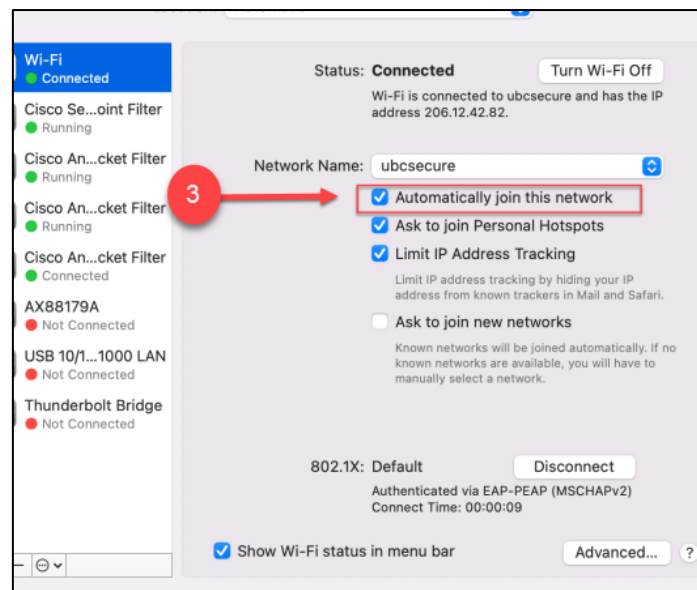 Wi-Fi
Connected
Cisco Se...oint Filter
Running
Cisco An...cket Filter
Running
Cisco An...cket Filter
Running
Cisco An...cket Filter
Connected
AX88179A
Not Connected
USB 10/1...1000 LAN
Not Connected
Thunderbolt Bridge
Not Connected
Status: Connected
Turn Wi-Fi Off
Wi-Fi is connected to ubcsecure and has the IP
address 206.12.42.82.
Network Name: ubcsecure
3
Automatically join this network
Ask to join Personal Hotspots
Limit IP Address Tracking
Limit IP address tracking by hiding your IP
address from known trackers in Mail and Safari.
Ask to join new networks
Known networks will be joined automatically. If no
known networks are available, you will have to
manually select a network.
802.1X: Default
Disconnect
Authenticated via EAP-PEAP (MSCHAPv2)
Connect Time: 00:00:09
Show Wi-Fi status in menu bar
Advanced...
?